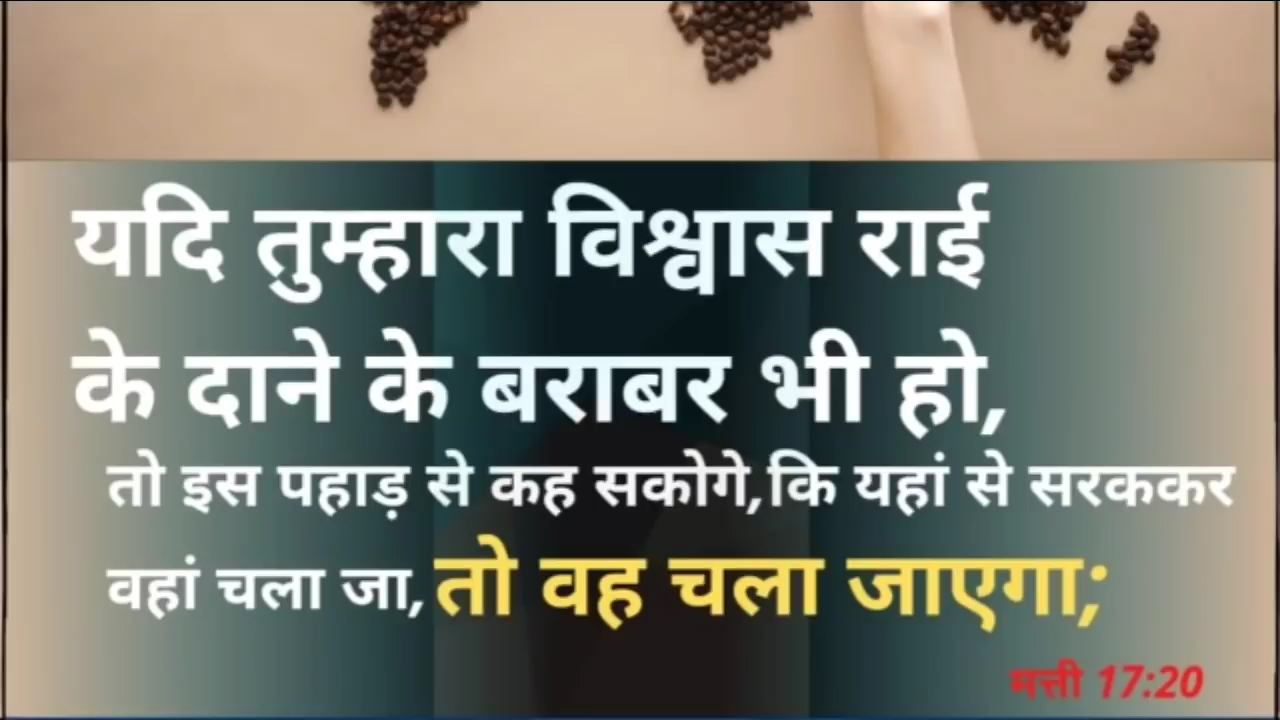 यदि तुम्हारा विश्वास राई
के दाने के बराबर भी हो,
तो इस पहाड़ से कह सकोगे,कि यहां से सरककर
वहां चला जा, तो वह चला जाएगा;
मत्ती 17:20